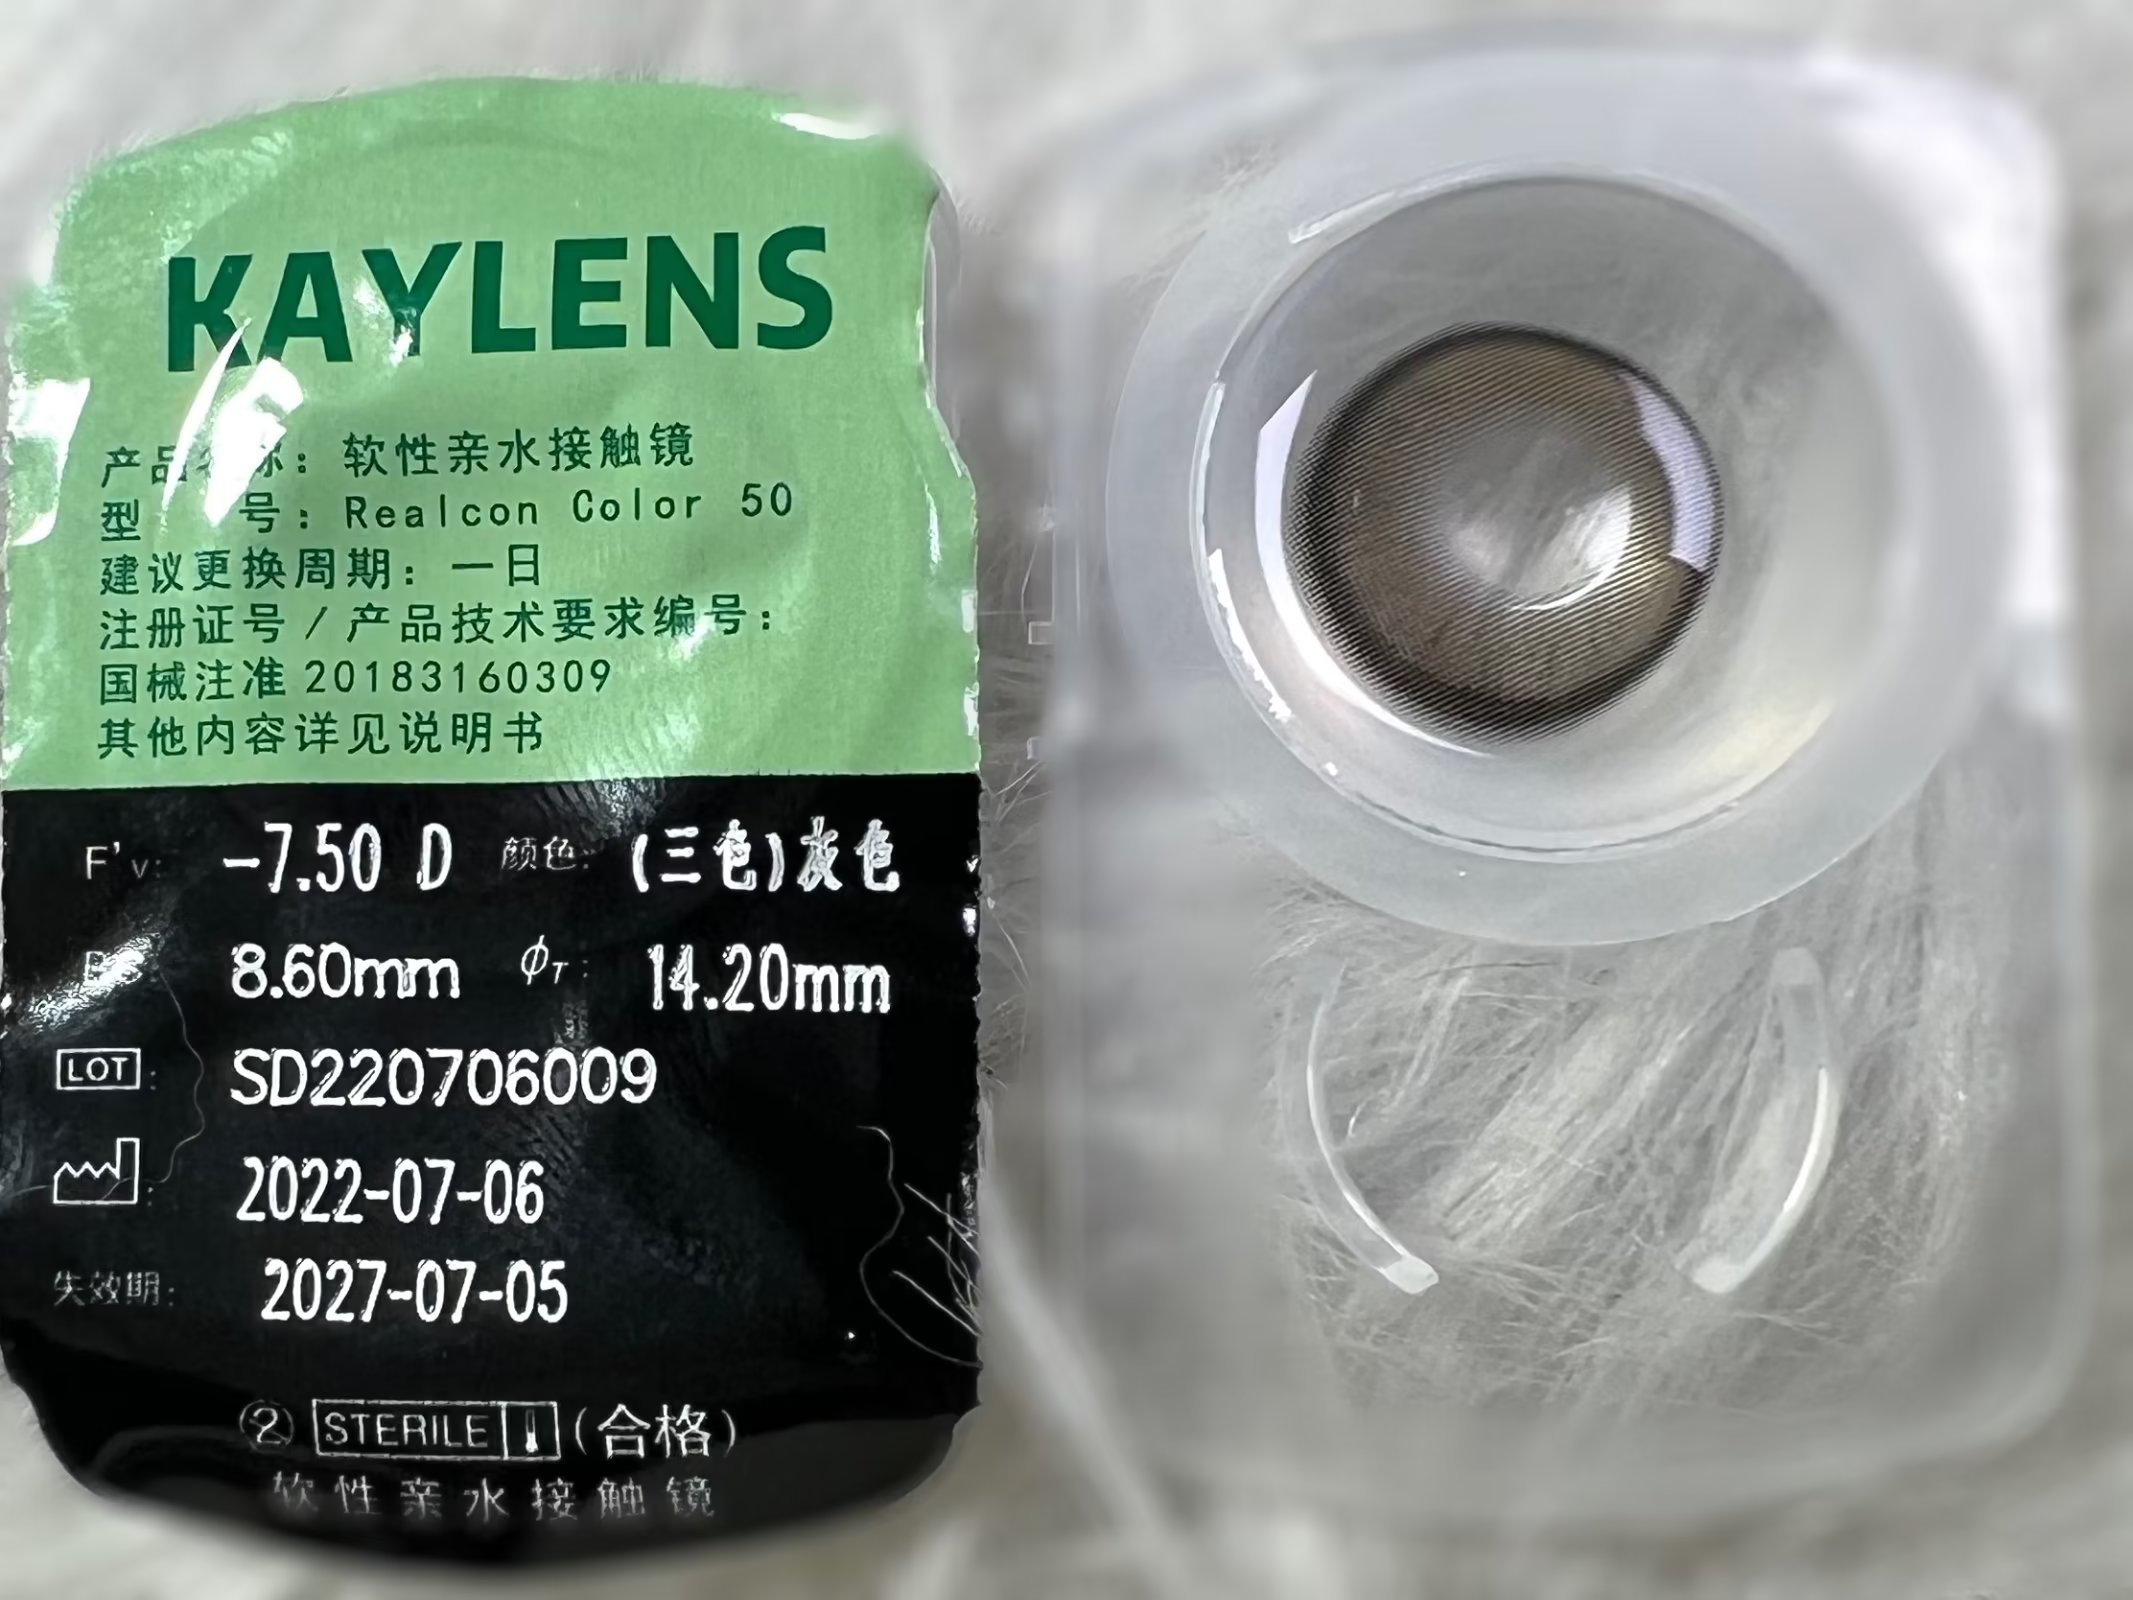 KAYLENS
产品名称：软性亲水接触镜
型 号：Realcon Color 50
建议更换周期：一日
注册证号/产品技术要求编号：
国械注准 20183160309
其他内容详见说明书
F'v: -7.50 D 颜色: (三色)灰色
8.60mm ϕT: 14.20mm
LOT: SD220706009
2022-07-06
失效期: 2027-07-05
2 STERILE (合格)
软性亲水接触镜